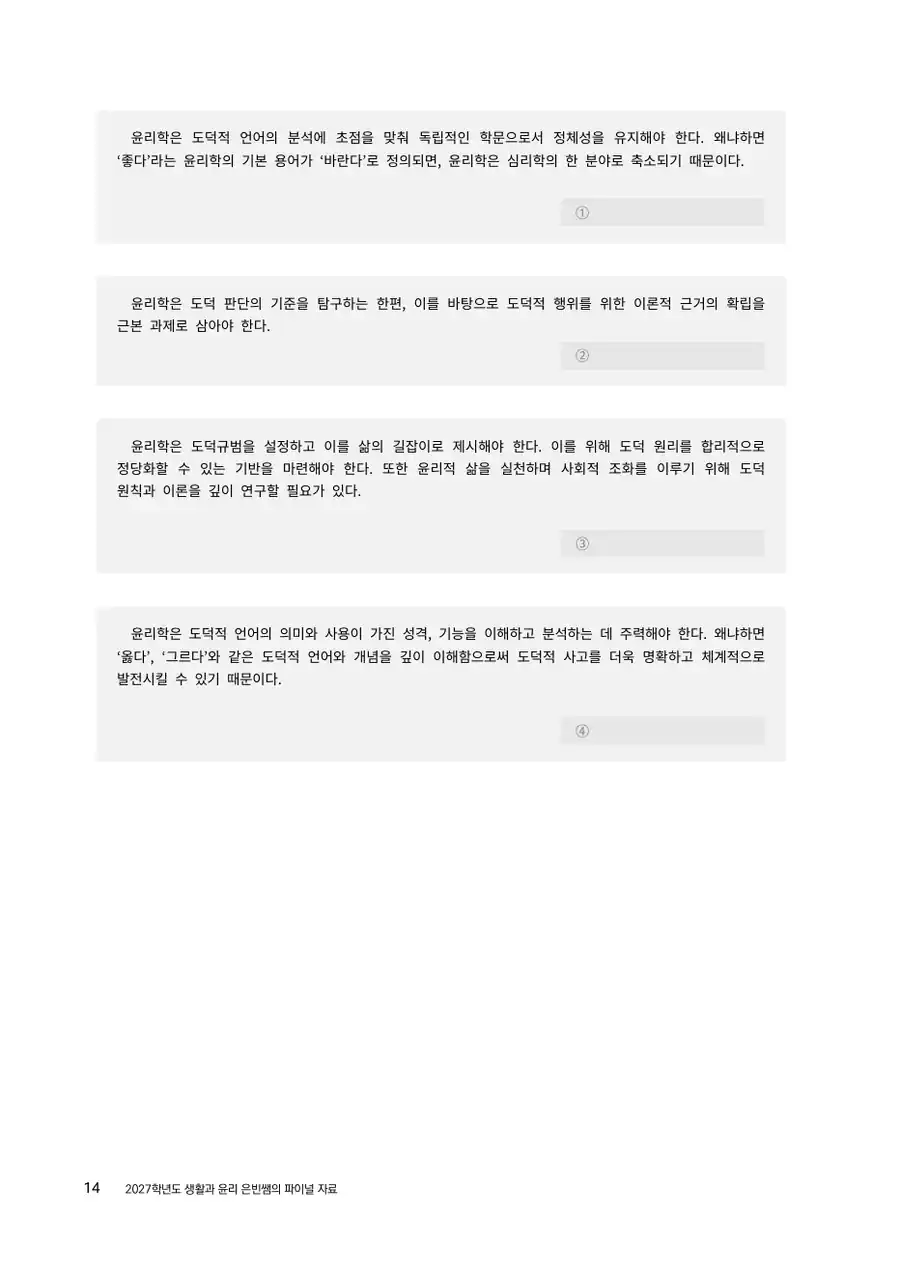 윤리학은 도덕적 언어의 분석에 초점을 맞춰 독립적인 학문으로서 정체성을 유지해야 한다. 왜냐하면
‘좋다’라는 윤리학의 기본 용어가 ‘바란다’로 정의되면, 윤리학은 심리학의 한 분야로 축소되기 때문이다.
①
윤리학은 도덕 판단의 기준을 탐구하는 한편, 이를 바탕으로 도덕적 행위를 위한 이론적 근거의 확립을
근본 과제로 삼아야 한다.
②
윤리학은 도덕규범을 설정하고 이를 삶의 길잡이로 제시해야 한다. 이를 위해 도덕 원리를 합리적으로
정당화할 수 있는 기반을 마련해야 한다. 또한 윤리적 삶을 실천하며 사회적 조화를 이루기 위해 도덕
원칙과 이론을 깊이 연구할 필요가 있다.
③
윤리학은 도덕적 언어의 의미와 사용이 가진 성격, 기능을 이해하고 분석하는 데 주력해야 한다. 왜냐하면
‘옳다’, ‘그르다’와 같은 도덕적 언어와 개념을 깊이 이해함으로써 도덕적 사고를 더욱 명확하고 체계적으로
발전시킬 수 있기 때문이다.
④
14 2027학년도 생활과 윤리 은빈쌤의 파이널 자료